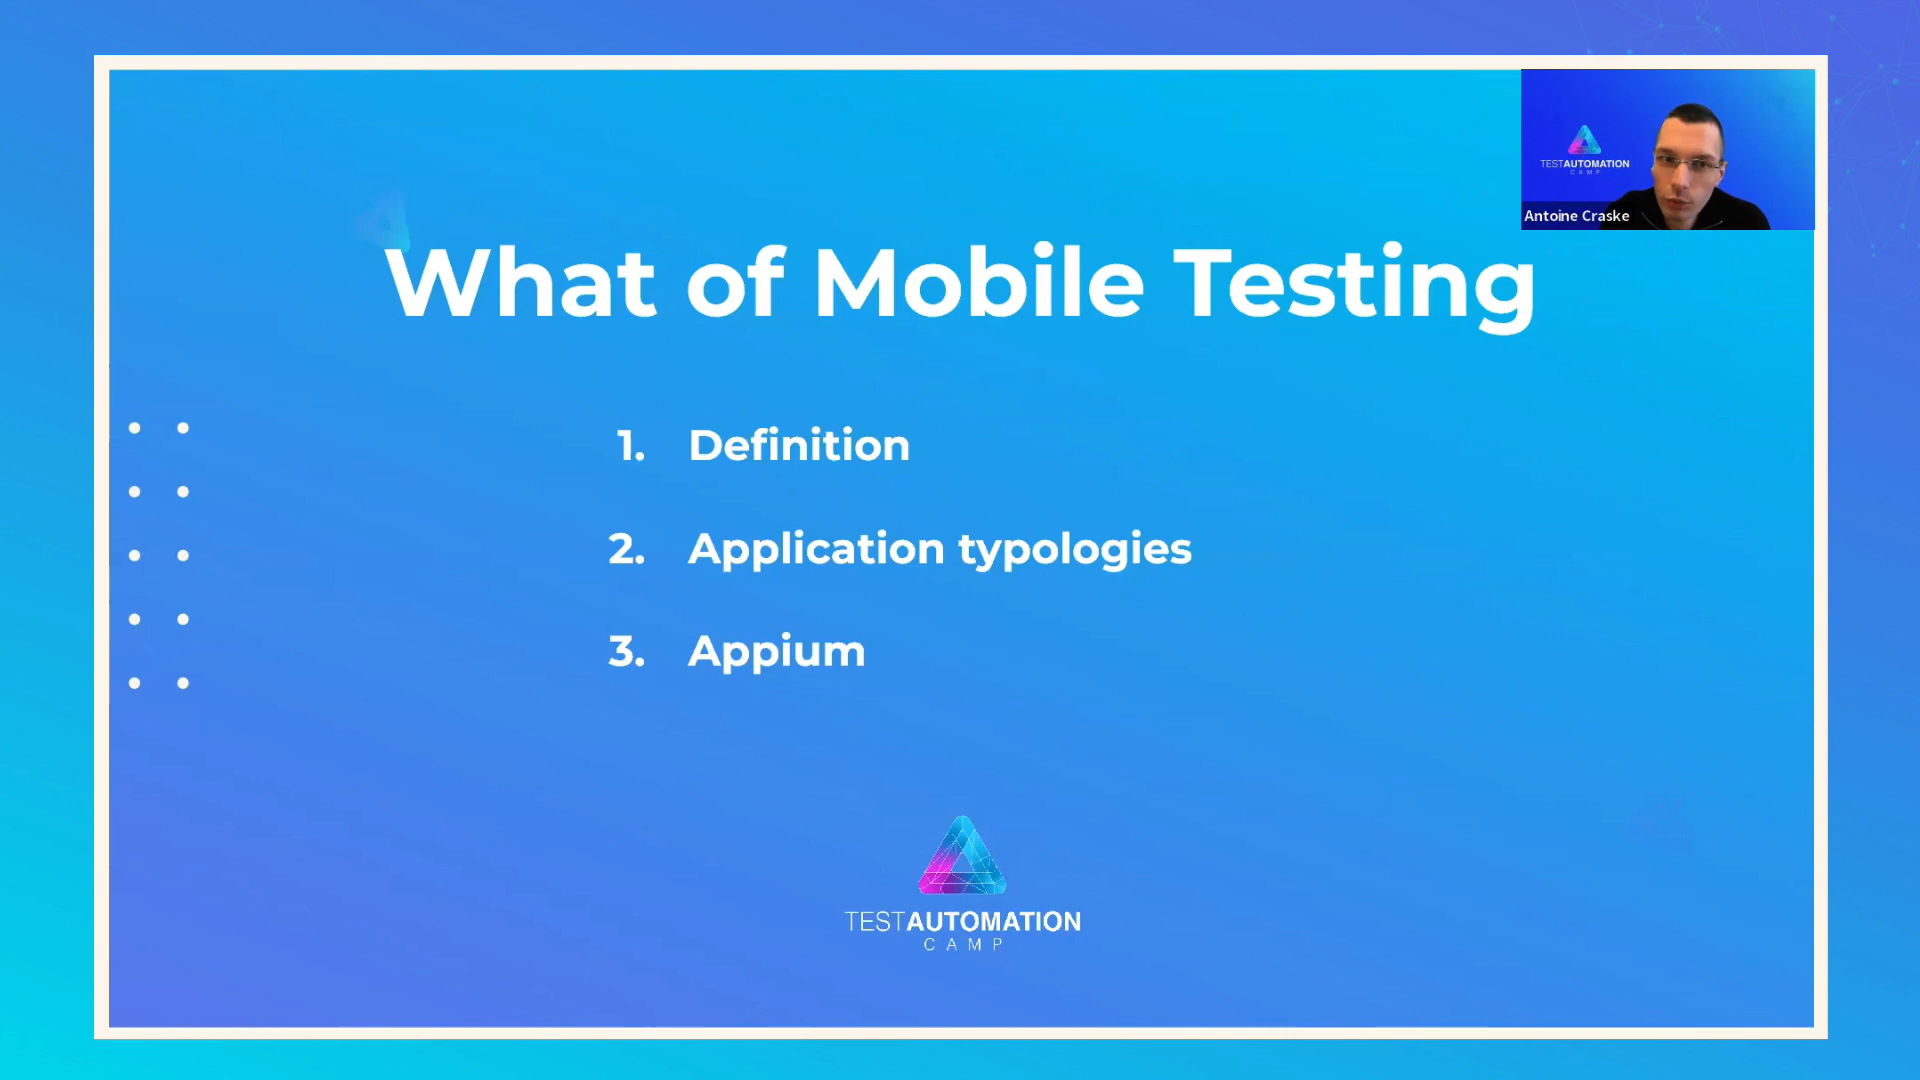 TESTAUTOMATION
CAMP
Antoine Craske
What of Mobile Testing
1. Definition
2. Application typologies
3. Appium
TESTAUTOMATION
CAMP